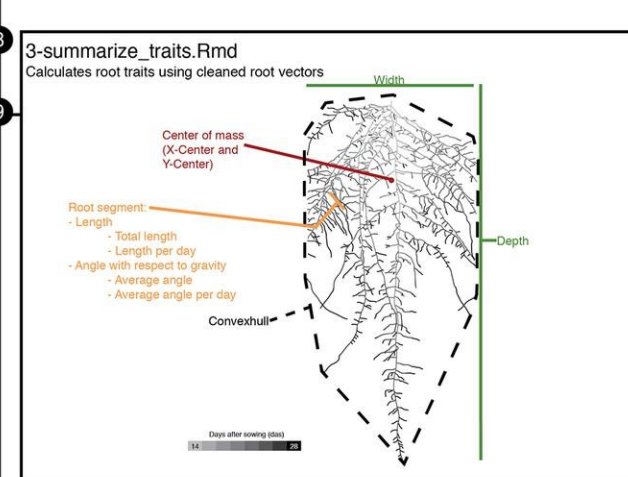 3-summarize_traits.Rmd
Calculates root traits using cleaned root vectors
Width
Center of mass
(X-Center and
Y-Center)
Root segment:
- Length
- Total length
- Length per day
- Angle with respect to gravity
- Average angle
- Average angle per day
Depth
Convexhull
Days after sowing (das)
14
28